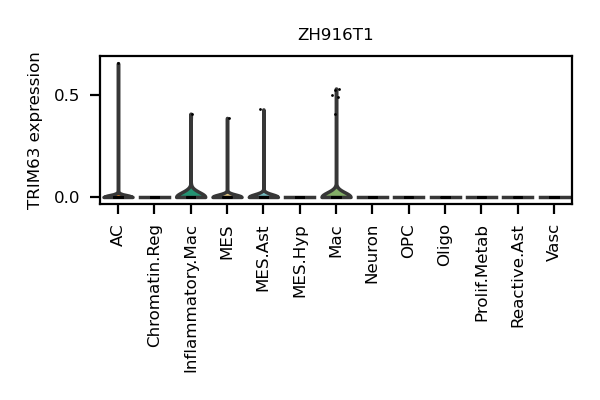 ZH916T1
TRIM63 expression
0.5
0.0
AC
Chromatin.Reg
Inflammatory.Mac
MES
MES.Ast
MES.Hyp
Mac
Neuron
OPC
Oligo
Prolif.Metab
Reactive.Ast
Vasc